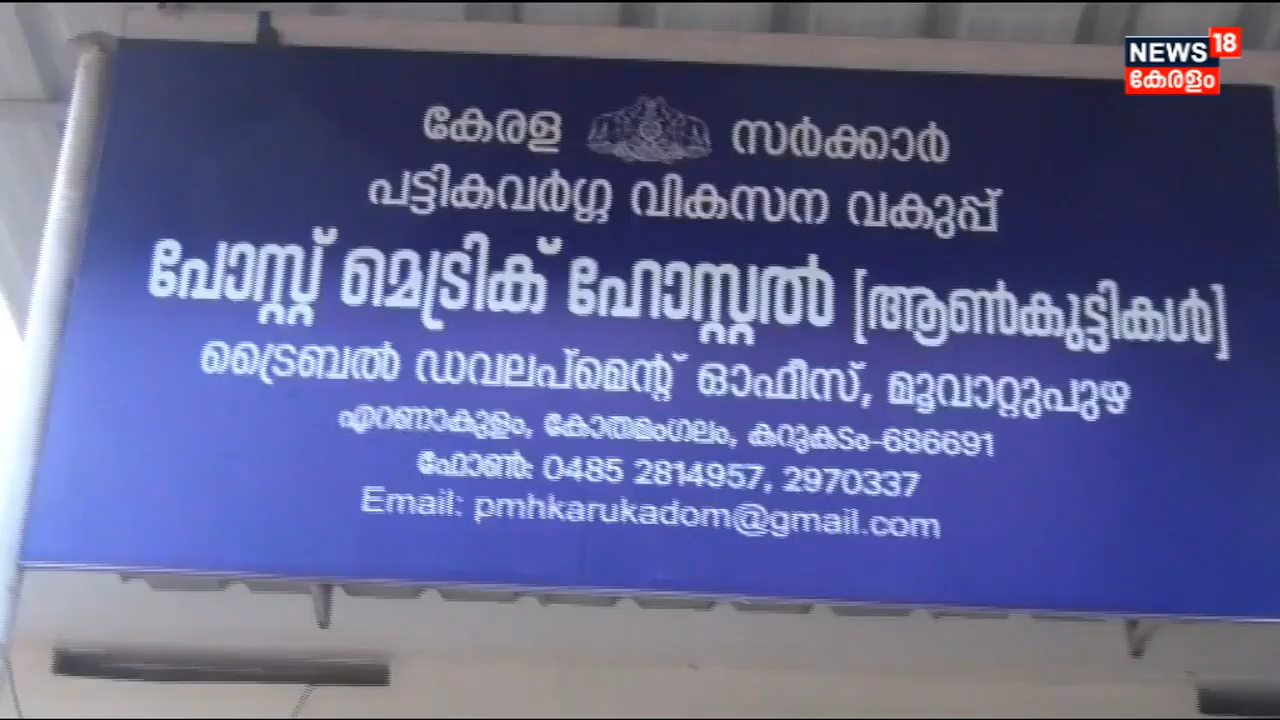 NEWS 18
കേരളം
കേരള സർക്കാർ
പട്ടികവർഗ്ഗ വികസന വകുപ്പ്
പോസ്റ്റ് മെട്രിക് ഹോസ്റ്റൽ [ആൺകുട്ടികൾ]
ട്രൈബൽ ഡവലപ്മെന്റ് ഓഫീസ്, മൂവാറ്റുപുഴ
എറണാകുളം, കോതമംഗലം, കറുകടം-686691
ഫോൺ: 0485 2814957, 2970337
Email: pmhkarukadom@gmail.com